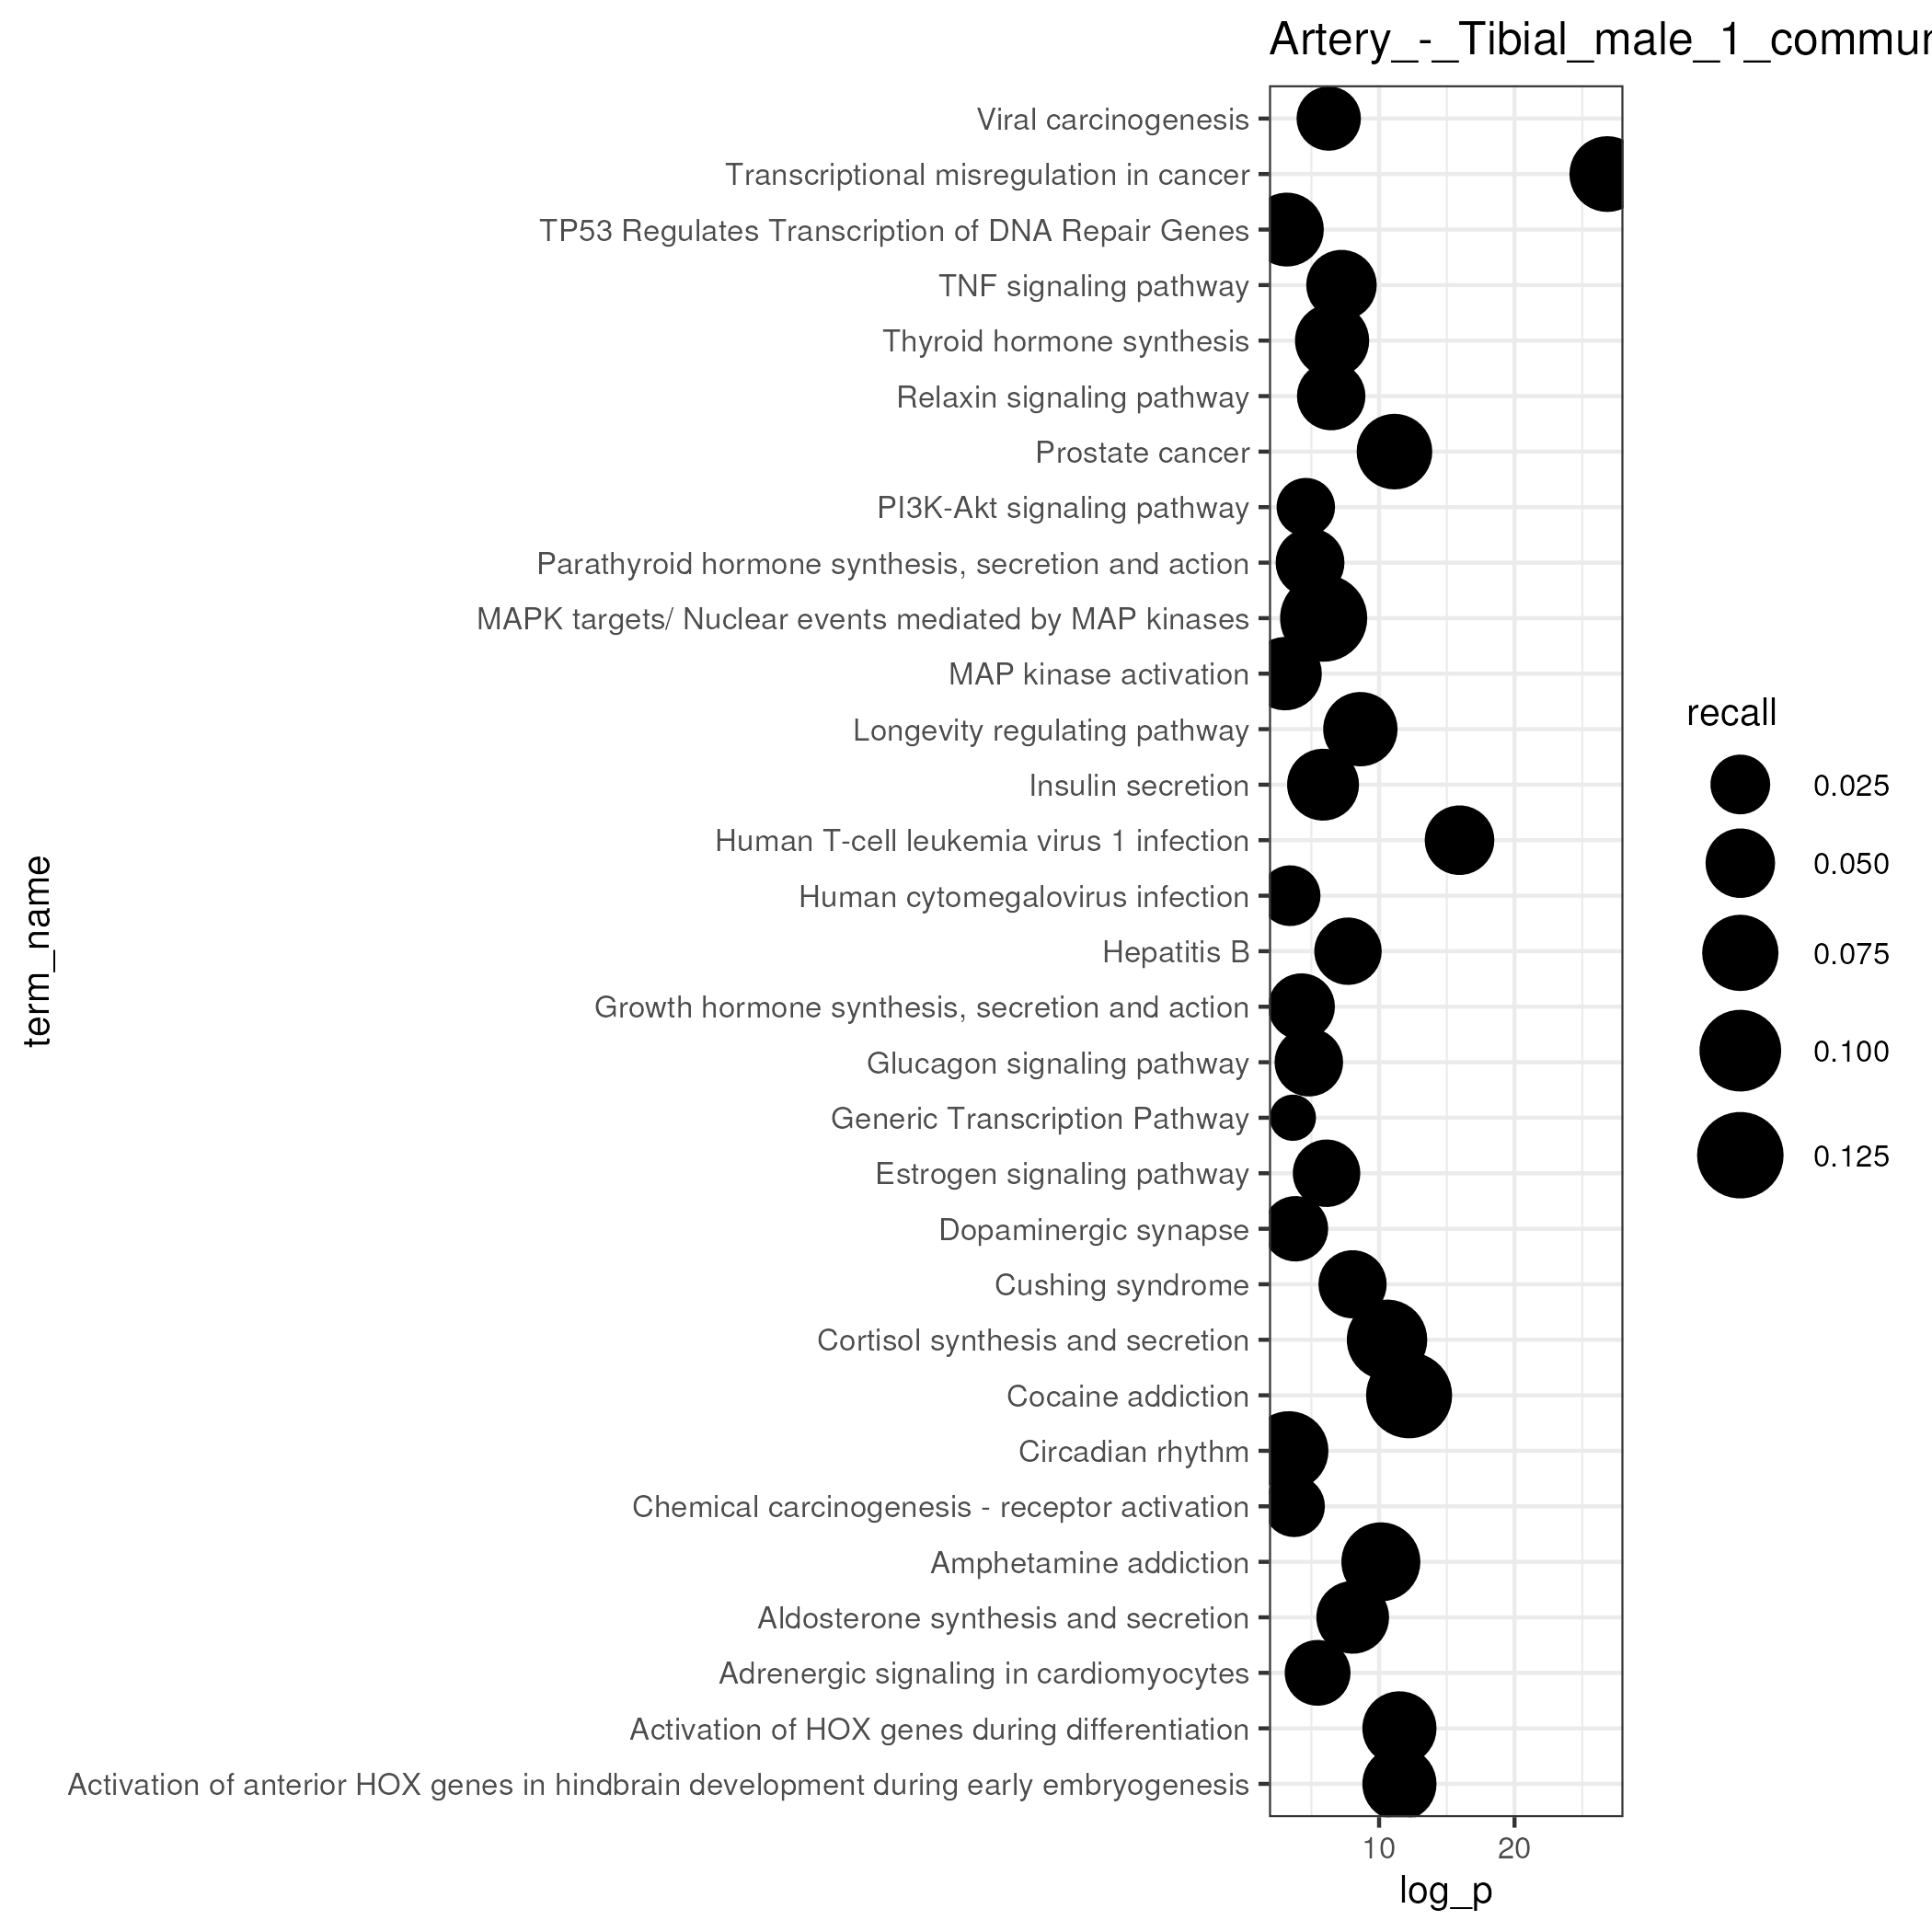 Artery_-_Tibial_male_1_commun
Viral carcinogenesis
Transcriptional misregulation in cancer
TP53 Regulates Transcription of DNA Repair Genes
TNF signaling pathway
Thyroid hormone synthesis
Relaxin signaling pathway
Prostate cancer
PI3K-Akt signaling pathway
Parathyroid hormone synthesis, secretion and action
MAPK targets/ Nuclear events mediated by MAP kinases
MAP kinase activation
Longevity regulating pathway
Insulin secretion
Human T-cell leukemia virus 1 infection
Human cytomegalovirus infection
Hepatitis B
Growth hormone synthesis, secretion and action
Glucagon signaling pathway
Generic Transcription Pathway
Estrogen signaling pathway
Dopaminergic synapse
Cushing syndrome
Cortisol synthesis and secretion
Cocaine addiction
Circadian rhythm
Chemical carcinogenesis - receptor activation
Amphetamine addiction
Aldosterone synthesis and secretion
Adrenergic signaling in cardiomyocytes
Activation of HOX genes during differentiation
Activation of anterior HOX genes in hindbrain development during early embryogenesis
term_name
10 20
log_p
recall
0.025
0.050
0.075
0.100
0.125